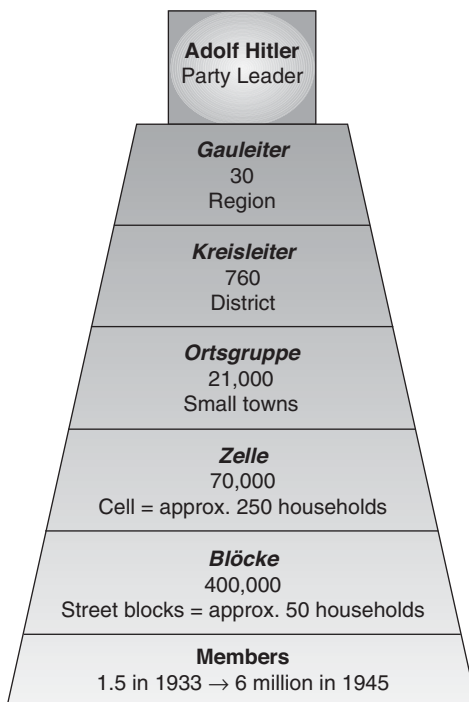 Adolf Hitler
Party Leader
Gauleiter
30
Region
Kreisleiter
760
District
Ortsgruppe
21,000
Small towns
Zelle
70,000
Cell = approx. 250 households
Blöcke
400,000
Street blocks = approx. 50 households
Members
1.5 in 1933 → 6 million in 1945